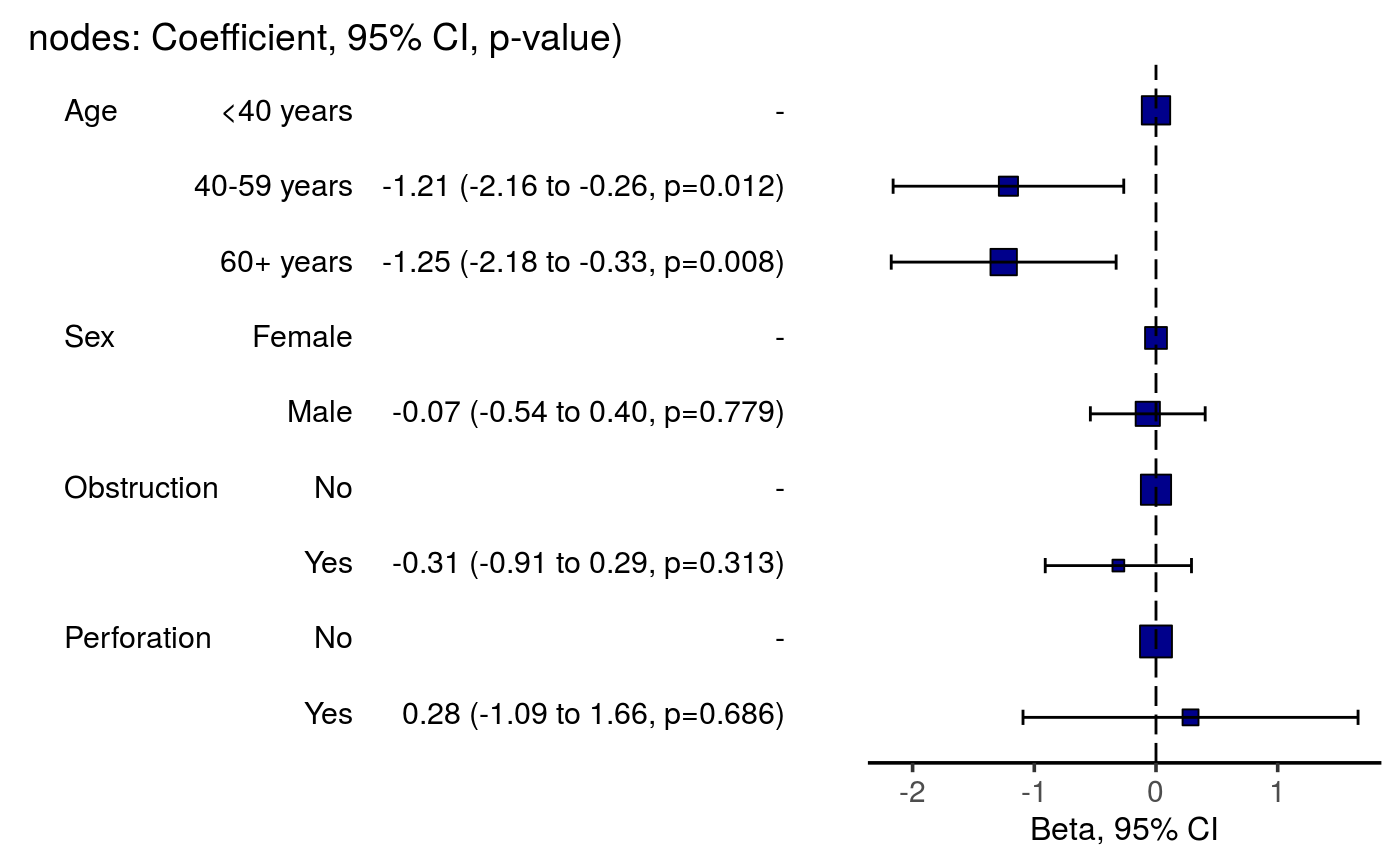 nodes: Coefficient, 95% CI, p-value)
Age <40 years -
40-59 years -1.21 (-2.16 to -0.26, p=0.012)
60+ years -1.25 (-2.18 to -0.33, p=0.008)
Sex Female -
Male -0.07 (-0.54 to 0.40, p=0.779)
Obstruction No -
Yes -0.31 (-0.91 to 0.29, p=0.313)
Perforation No -
Yes 0.28 (-1.09 to 1.66, p=0.686)
-2 -1 0 1
Beta, 95% CI